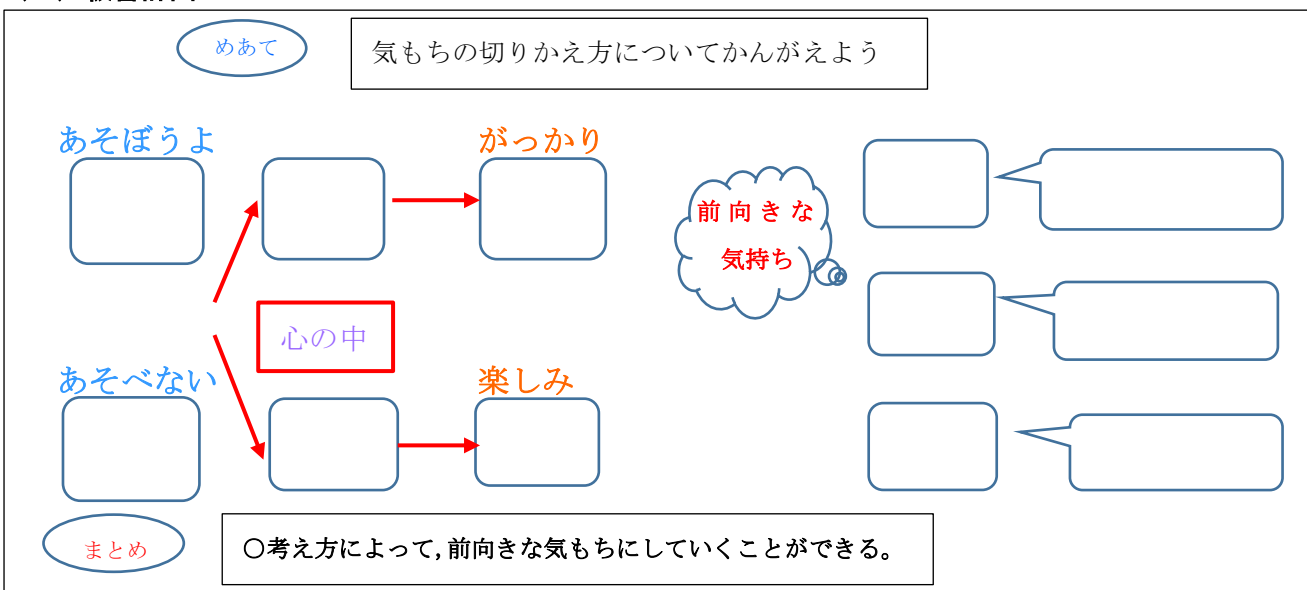 めあて
気もちの切りかえ方についてかんがえよう
あそぼうよ
がっかり
前向きな
気持ち
心の中
あそべない
楽しみ
まとめ
〇考え方によって,前向きな気もちにしていくことができる。